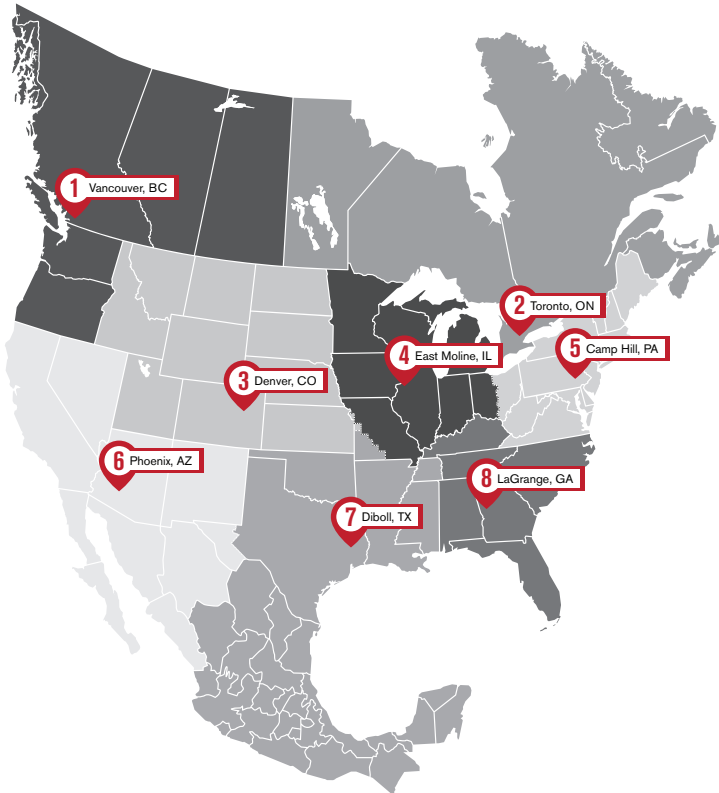 1 Vancouver, BC
2 Toronto, ON
3 Denver, CO
4 East Moline, IL
5 Camp Hill, PA
6 Phoenix, AZ
7 Diboll, TX
8 LaGrange, GA